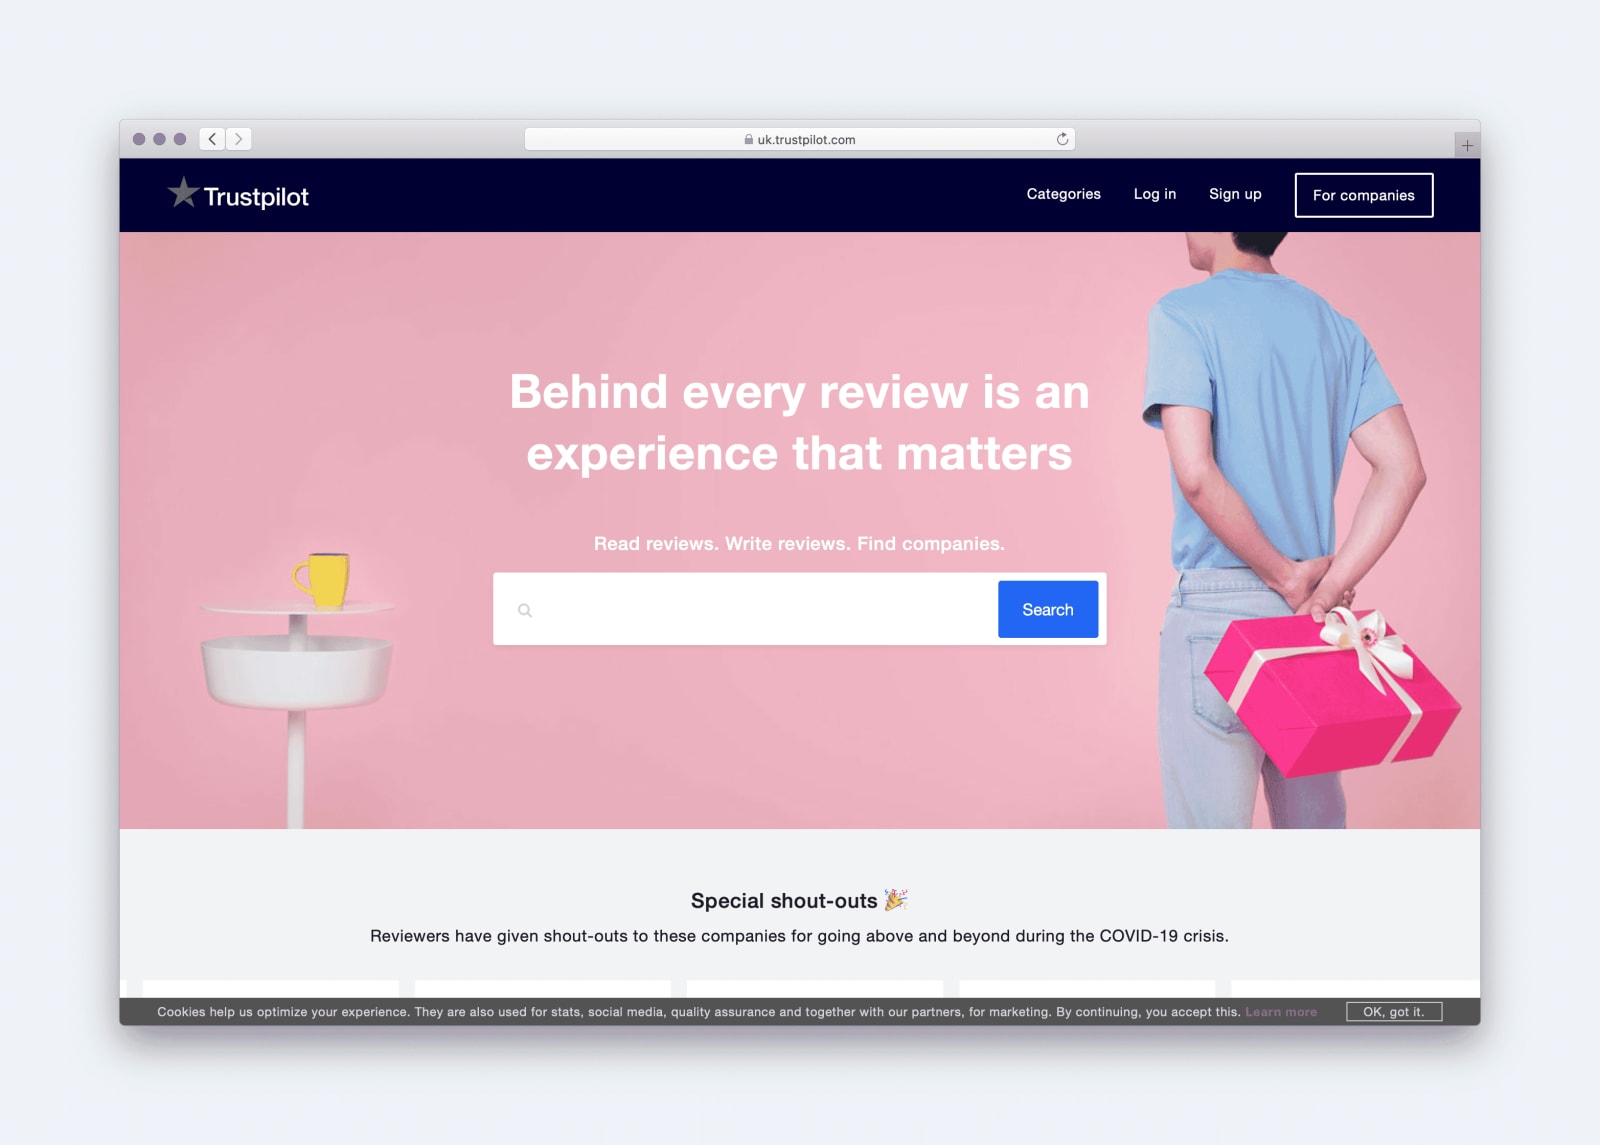 uk.trustpilot.com
Trustpilot
Categories
Log in
Sign up
For companies
Behind every review is an
experience that matters
Read reviews. Write reviews. Find companies.
Search
Special shout-outs 🎉
Reviewers have given shout-outs to these companies for going above and beyond during the COVID-19 crisis.
Cookies help us optimize your experience. They are also used for stats, social media, quality assurance and together with our partners, for marketing. By continuing, you accept this. Learn more
OK, got it.